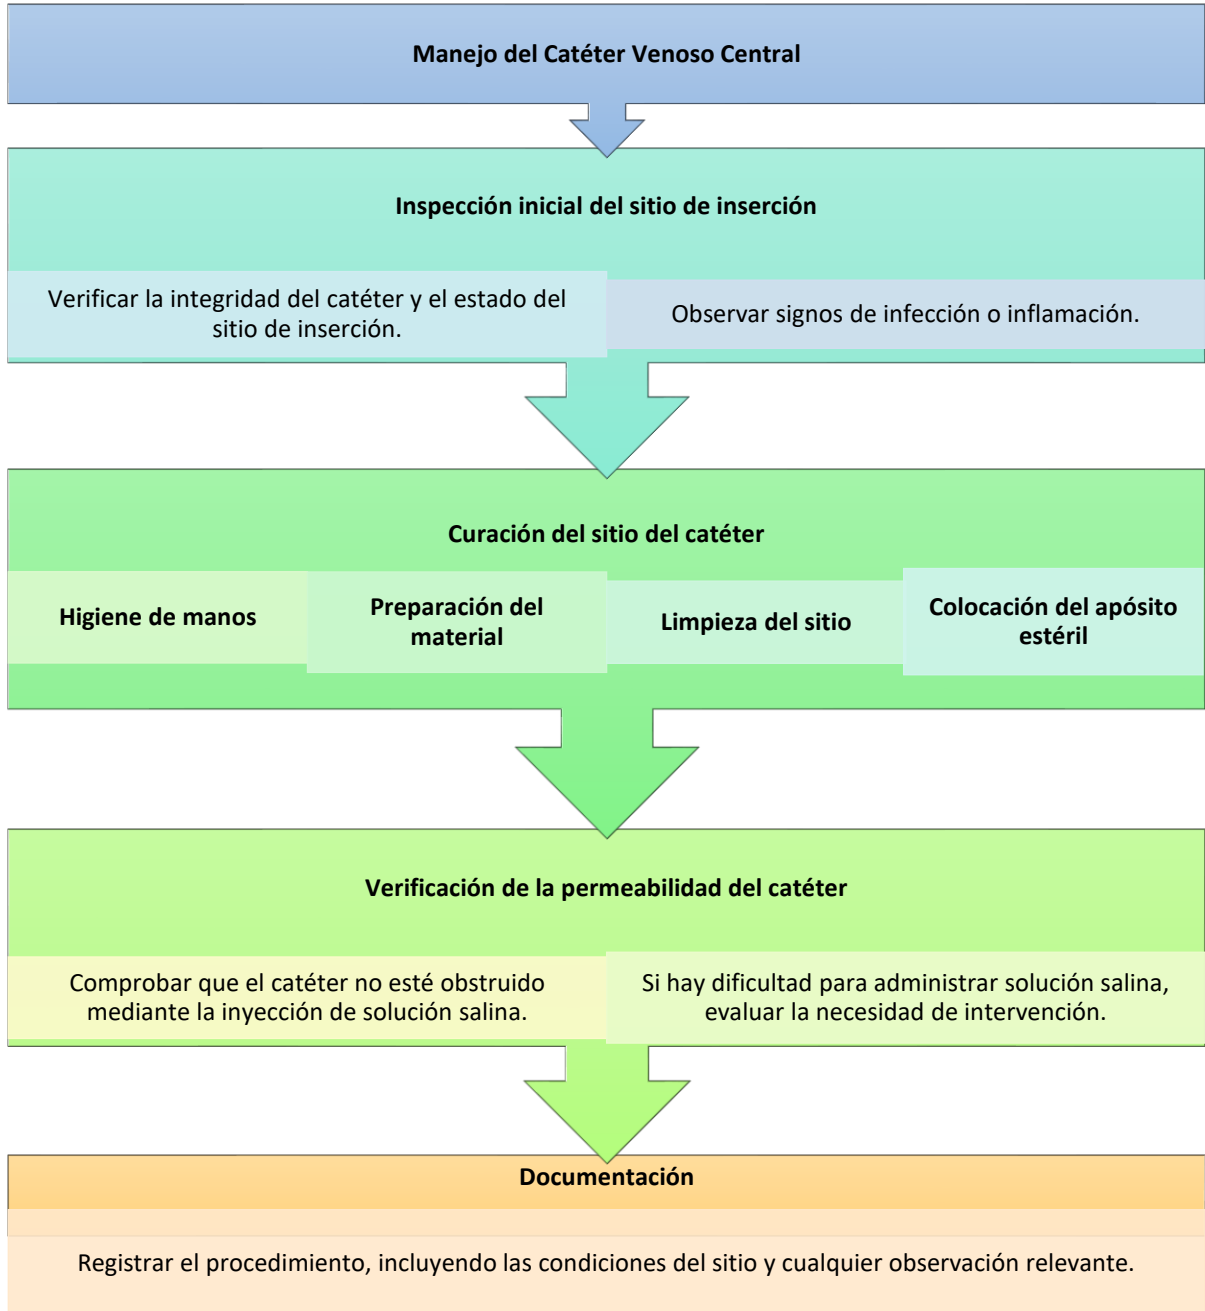 Manejo del Catéter Venoso Central
Inspección inicial del sitio de inserción
Verificar la integridad del catéter y el estado del
sitio de inserción.
Observar signos de infección o inflamación.
Curación del sitio del catéter
Higiene de manos
Preparación del
material
Limpieza del sitio
Colocación del apósito
estéril
Verificación de la permeabilidad del catéter
Comprobar que el catéter no esté obstruido
mediante la inyección de solución salina.
Si hay dificultad para administrar solución salina,
evaluar la necesidad de intervención.
Documentación
Registrar el procedimiento, incluyendo las condiciones del sitio y cualquier observación relevante.